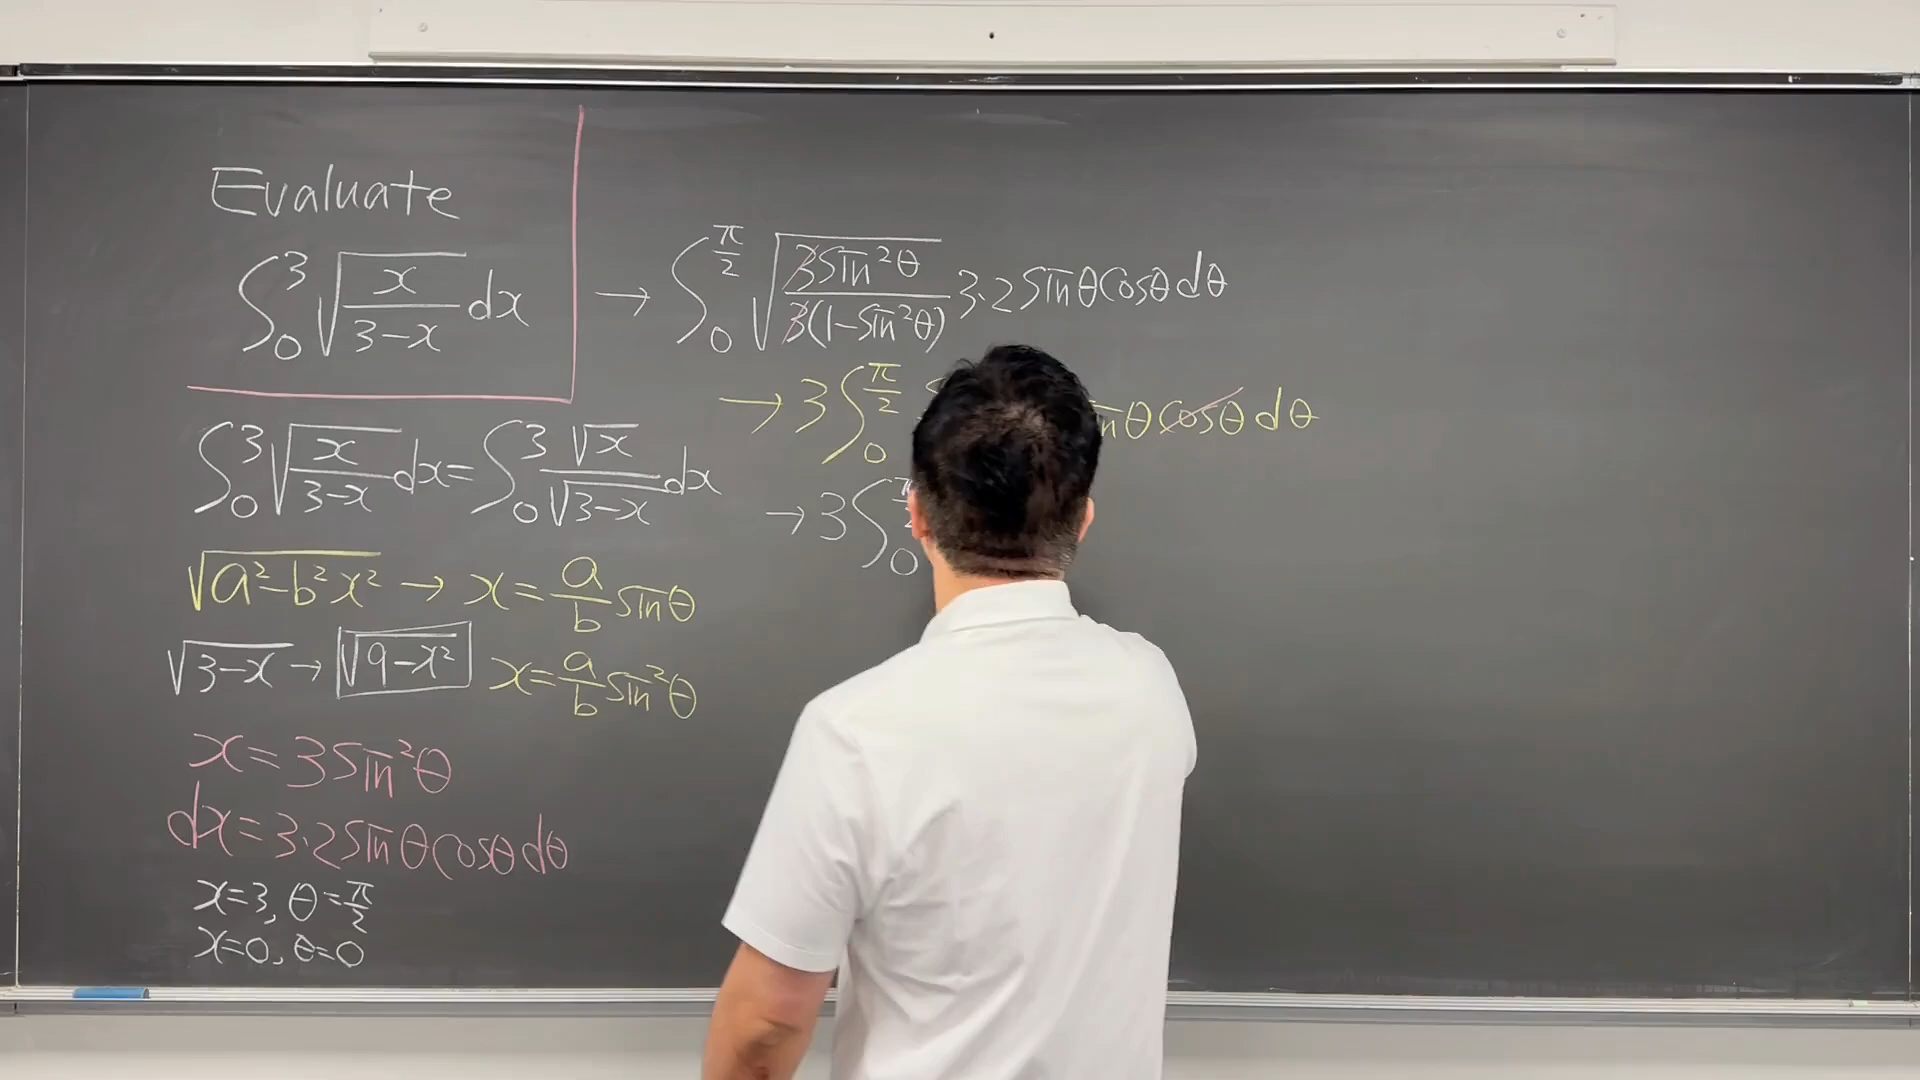 Evaluate
∫₀³ √(x/(3-x)) dx
∫₀³ √(x/(3-x)) dx = ∫₀³ √x/√(3-x) dx
√(a²-b²x²) → x = a/b sinθ
√(3-x) → √(9-x²) x = a/b sin²θ
x = 3sin²θ
dx = 3·2sinθcosθdθ
x=3, θ=π/2
x=0, θ=0
→ ∫₀^(π/2) √(3sin²θ/(3(1-sin²θ))) 3·2sinθcosθdθ
→ 3∫₀^(π/2) θcosθdθ
→ 3∫₀